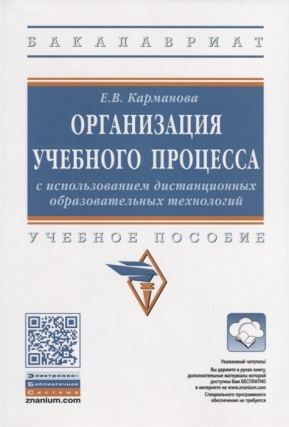 БАКАЛАВРИАТ
Е.В. Карманова
ОРГАНИЗАЦИЯ
УЧЕБНОГО ПРОЦЕССА
с использованием дистанционных
образовательных технологий
УЧЕБНОЕ ПОСОБИЕ
Электронно-
Библиотечная
Система
znanium.com
Уважаемый читатель!
Вы держите в руках книгу,
дополнительные материалы которой
доступны Вам БЕСПЛАТНО
в интернете на www.znanium.com
Специального программного
обеспечения не требуется